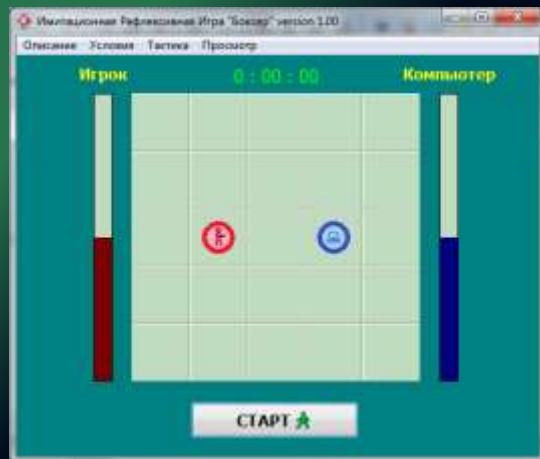 Имитационная Рефлексивная Игра "Боксер" version 1.00
Описание Условия Тактика Просмотр
Игрок 0 : 00 : 00 Компьютер
СТАРТ